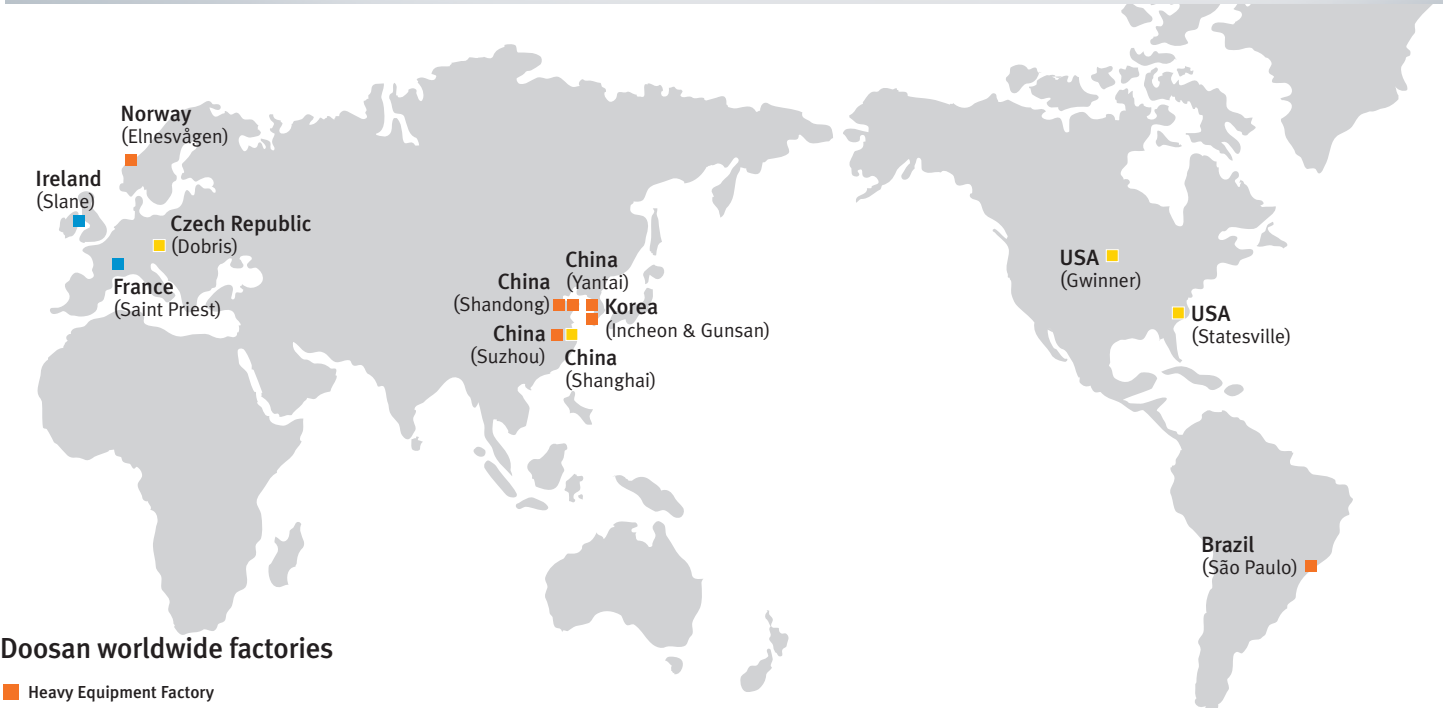 Norway
(Elnesvågen)
Ireland
(Slane)
Czech Republic
(Dobris)
France
(Saint Priest)
China
(Yantai)
China
(Shandong)
Korea
(Incheon & Gunsan)
China
(Suzhou)
China
(Shanghai)
USA
(Gwinner)
USA
(Statesville)
Brazil
(São Paulo)
Doosan worldwide factories
Heavy Equipment Factory